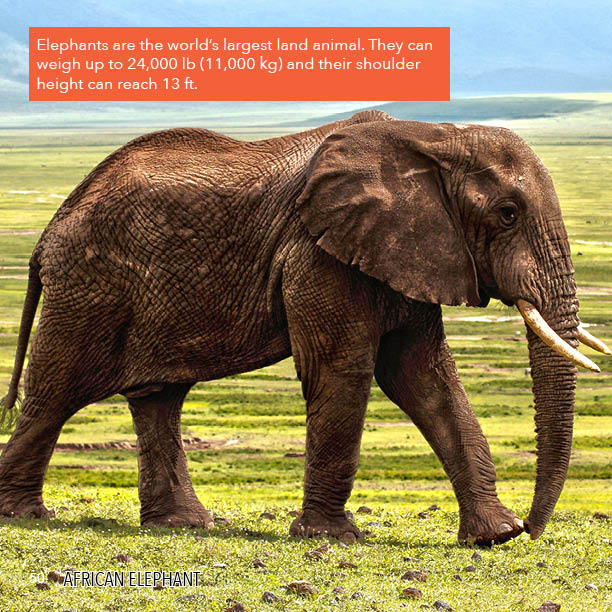 Elephants are the world's largest land animal. They can
weigh up to 24,000 lb (11,000 kg) and their shoulder
height can reach 13 ft.
50 AFRICAN ELEPHANT